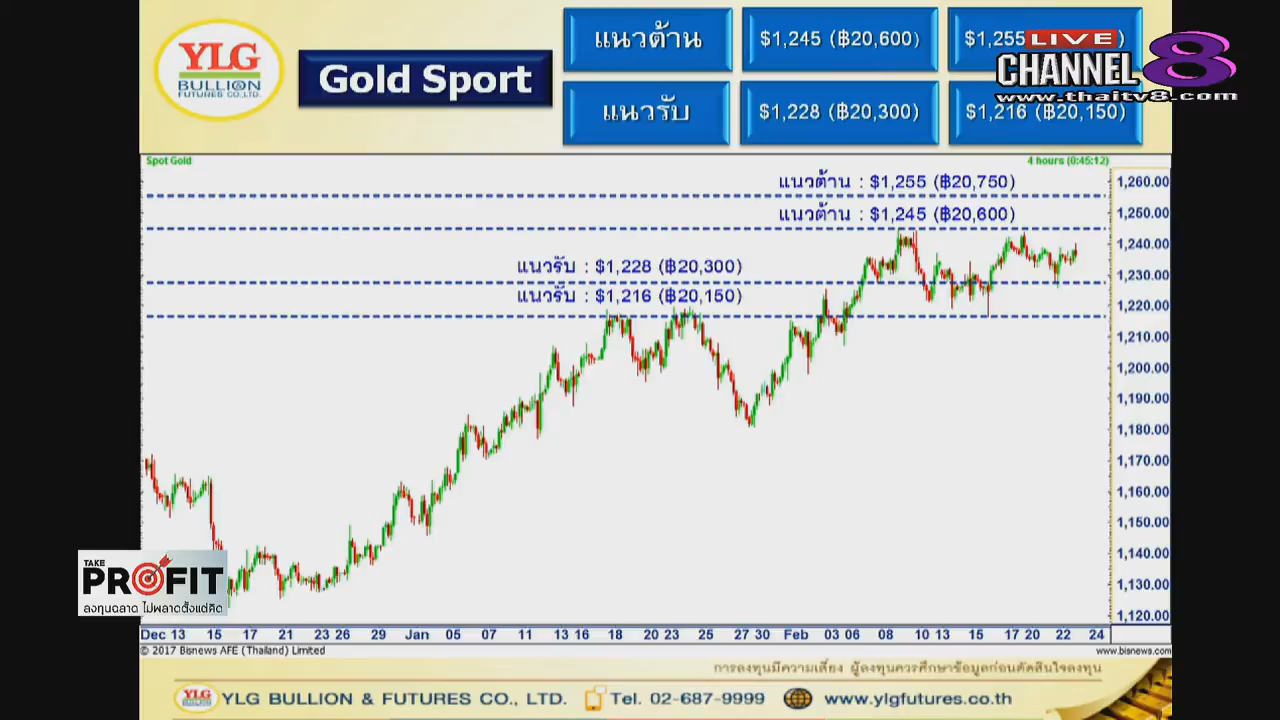 YLG
BULLION
FUTURES CO.,LTD.
Gold Sport
แนวต้าน
$1,245 (฿20,600)
$1,255
)
แนวรับ
$1,228 (฿20,300)
$1,216 (฿20,150)
LIVE
CHANNEL 8
www.thaitv8.com
Spot Gold
4 hours (0:45:12)
แนวต้าน : $1,255 (฿20,750)
แนวต้าน : $1,245 (฿20,600)
แนวรับ : $1,228 (฿20,300)
แนวรับ : $1,216 (฿20,150)
1,260.00
1,250.00
1,240.00
1,230.00
1,220.00
1,210.00
1,200.00
1,190.00
1,180.00
1,170.00
1,160.00
1,150.00
1,140.00
1,130.00
1,120.00
TAKE
PROFIT
ลงทุนฉลาด ไม่พลาดตั้งแต่คิด
Dec 13 15 17 21 23 26 29 Jan 05 07 11 13 16 18 20 23 25 27 30 Feb 03 06 08 10 13 15 17 20 22 24
© 2017 Bisnews AFE (Thailand) Limited
www.bisnews.com
การลงทุนมีความเสี่ยง ผู้ลงทุนควรศึกษาข้อมูลก่อนตัดสินใจลงทุน
YLG
YLG BULLION & FUTURES CO., LTD. Tel. 02-687-9999 www.ylgfutures.co.th